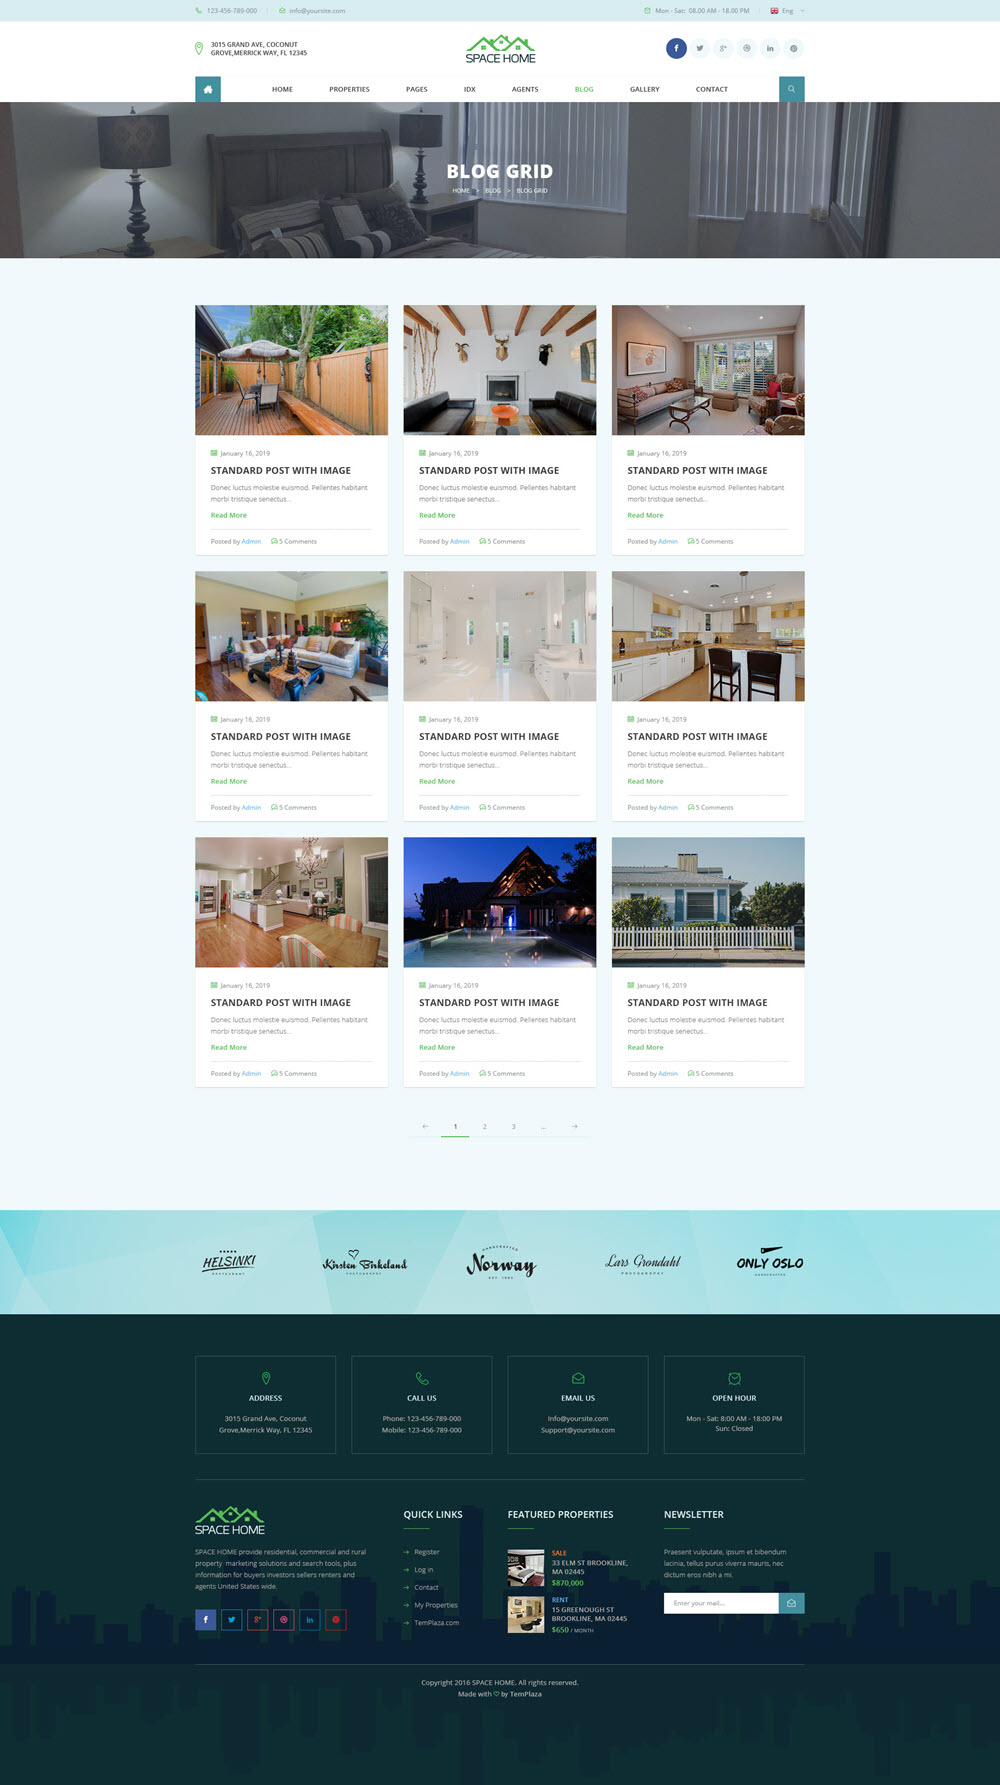 123-456-789-000
info@yoursite.com
Mon - Sat: 08.00 AM - 18.00 PM
Eng
3015 GRAND AVE, COCONUT
GROVE,MERRICK WAY, FL 12345
SPACE HOME
HOME
PROPERTIES
PAGES
IDX
AGENTS
BLOG
GALLERY
CONTACT
BLOG GRID
HOME > BLOG > BLOG GRID
January 16, 2019
STANDARD POST WITH IMAGE
Donec luctus molestie euismod. Pellentes habitant
morbi tristique senectus...
Read More
Posted by Admin 5 Comments
January 16, 2019
STANDARD POST WITH IMAGE
Donec luctus molestie euismod. Pellentes habitant
morbi tristique senectus...
Read More
Posted by Admin 5 Comments
January 16, 2019
STANDARD POST WITH IMAGE
Donec luctus molestie euismod. Pellentes habitant
morbi tristique senectus...
Read More
Posted by Admin 5 Comments
January 16, 2019
STANDARD POST WITH IMAGE
Donec luctus molestie euismod. Pellentes habitant
morbi tristique senectus...
Read More
Posted by Admin 5 Comments
January 16, 2019
STANDARD POST WITH IMAGE
Donec luctus molestie euismod. Pellentes habitant
morbi tristique senectus...
Read More
Posted by Admin 5 Comments
January 16, 2019
STANDARD POST WITH IMAGE
Donec luctus molestie euismod. Pellentes habitant
morbi tristique senectus...
Read More
Posted by Admin 5 Comments
January 16, 2019
STANDARD POST WITH IMAGE
Donec luctus molestie euismod. Pellentes habitant
morbi tristique senectus...
Read More
Posted by Admin 5 Comments
January 16, 2019
STANDARD POST WITH IMAGE
Donec luctus molestie euismod. Pellentes habitant
morbi tristique senectus...
Read More
Posted by Admin 5 Comments
January 16, 2019
STANDARD POST WITH IMAGE
Donec luctus molestie euismod. Pellentes habitant
morbi tristique senectus...
Read More
Posted by Admin 5 Comments
← 1 2 3 ... →
HELSINKI
RESTAURANT
Kirsten Birkeland
PHOTOGRAPHY
HANDCRAFTED
Norway
EST. 1985
Lars Grondahl
PHOTOGRAPHY
ONLY OSLO
HANDCRAFTED
ADDRESS
3015 Grand Ave, Coconut
Grove,Merrick Way, FL 12345
CALL US
Phone: 123-456-789-000
Mobile: 123-456-789-000
EMAIL US
Info@yoursite.com
Support@yoursite.com
OPEN HOUR
Mon - Sat: 8:00 AM - 18:00 PM
Sun: Closed
SPACE HOME
SPACE HOME provide residential, commercial and rural
property marketing solutions and search tools, plus
information for buyers investors sellers renters and
agents United States wide.
QUICK LINKS
Register
Log in
Contact
My Properties
TemPlaza.com
FEATURED PROPERTIES
SALE
33 ELM ST BROOKLINE,
MA 02445
$870,000
RENT
15 GREENOUGH ST
BROOKLINE, MA 02445
$650 / MONTH
NEWSLETTER
Praesent vulputate, ipsum et bibendum
lacinia, tellus purus viverra mauris, nec
dictum eros nibh a mi.
Enter your mail...
Copyright 2016 SPACE HOME. All rights reserved.
Made with ♡ by TemPlaza